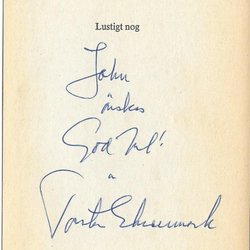 Lustigt nog
John
önskas
God Jul!
a
Torsten Ehrenmark